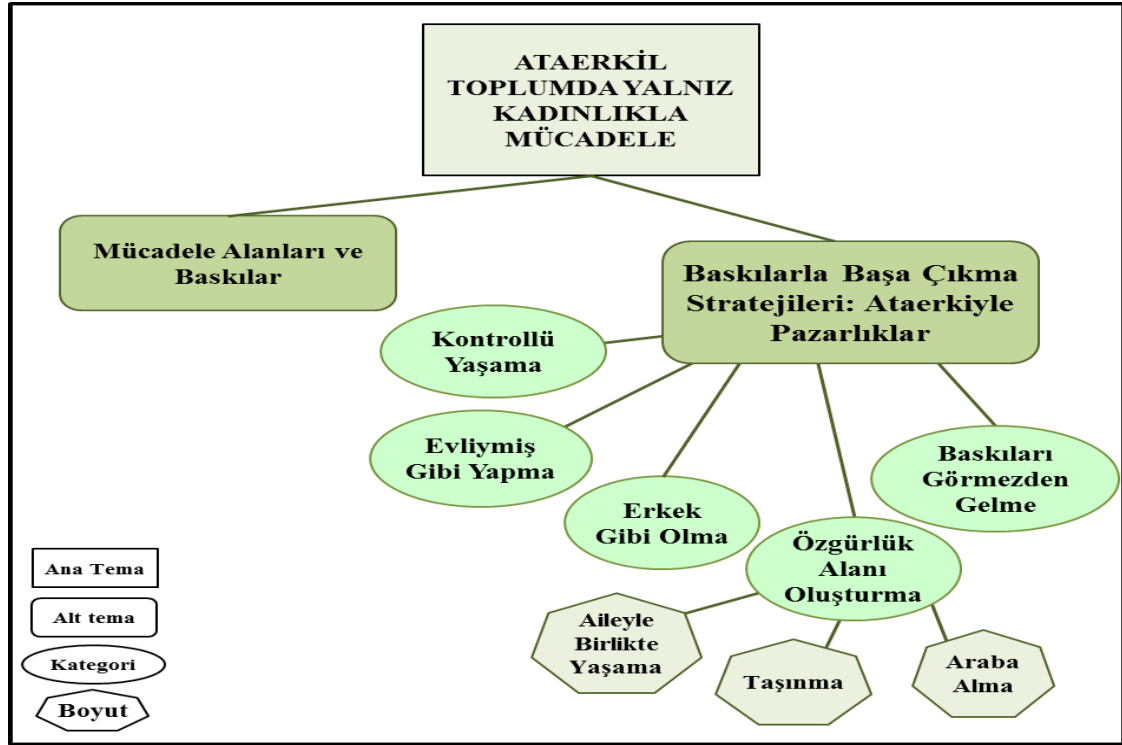 ATAERKİL
TOPLUMDA YALNIZ
KADINLIKLA
MÜCADELE
Mücadele Alanları ve
Baskılar
Baskılarla Başa Çıkma
Stratejileri: Ataerkiyle
Pazarlıklar
Kontrollü
Yaşama
Evliymiş
Gibi Yapma
Erkek
Gibi Olma
Özgürlük
Alanı
Oluşturma
Baskıları
Görmezden
Gelme
Aileyle
Birlikte
Yaşama
Taşınma
Araba
Alma
Ana Tema
Alt tema
Kategori
Boyut